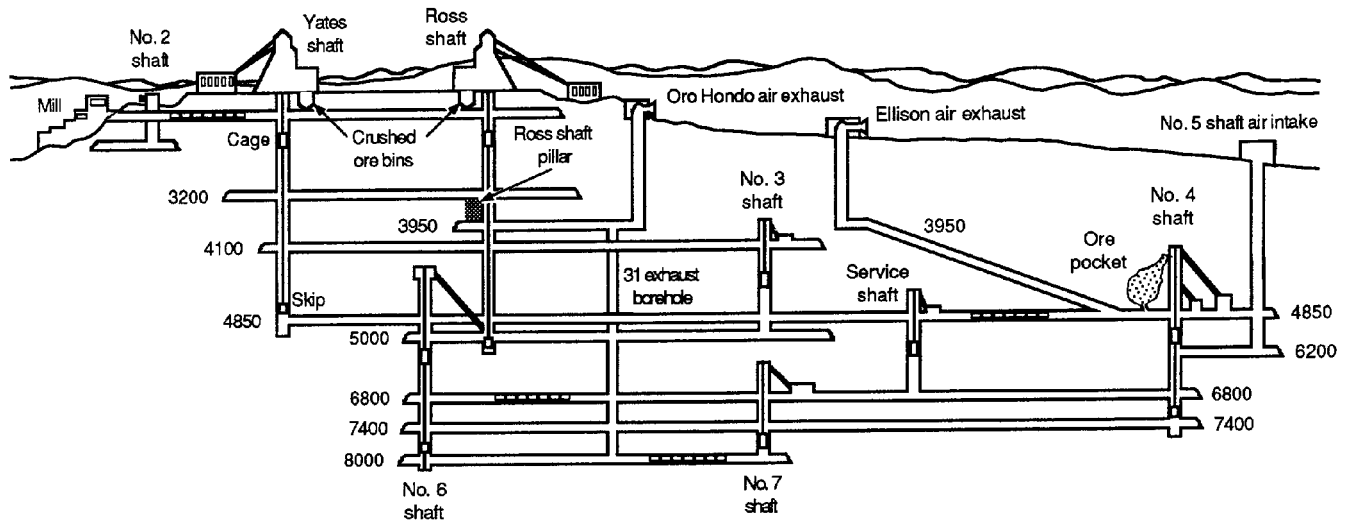 Yates
shaft
Ross
shaft
No. 2
shaft
Mill
Oro Hondo air exhaust
Ellison air exhaust
No. 5 shaft air intake
Cage
Crushed
ore bins
Ross shaft
pillar
3200
3950
4100
No. 3
shaft
3950
No. 4
shaft
Ore
pocket
31 exhaust
borehole
Service
shaft
Skip
4850
4850
5000
6200
6800
6800
7400
7400
8000
No. 6
shaft
No. 7
shaft